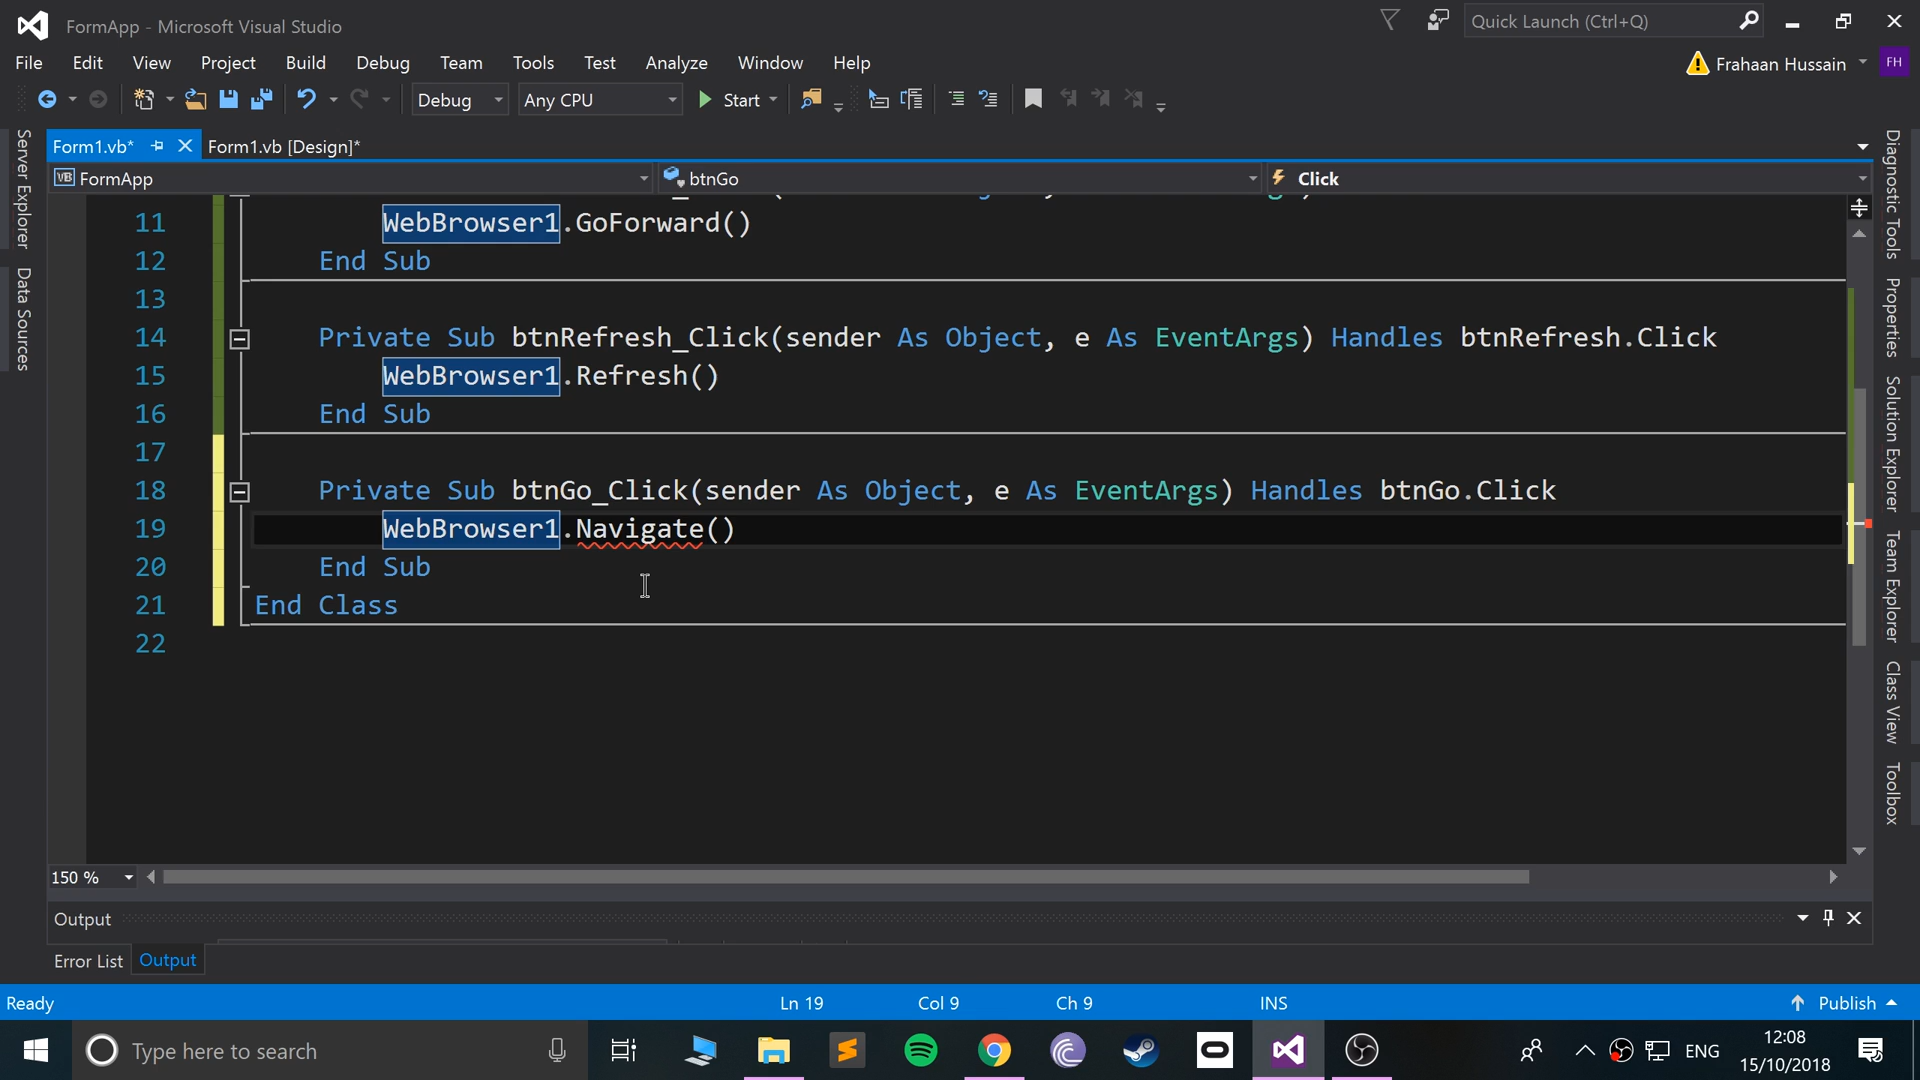 FormApp - Microsoft Visual Studio
Quick Launch (Ctrl+Q)
File Edit View Project Build Debug Team Tools Test Analyze Window Help
Frahaan Hussain FH
Debug Any CPU Start
Form1.vb* Form1.vb [Design]*
VB FormApp btnGo Click
Server Explorer
Data Sources
11 WebBrowser1.GoForward()
12 End Sub
13
14 Private Sub btnRefresh_Click(sender As Object, e As EventArgs) Handles btnRefresh.Click
15 WebBrowser1.Refresh()
16 End Sub
17
18 Private Sub btnGo_Click(sender As Object, e As EventArgs) Handles btnGo.Click
19 WebBrowser1.Navigate()
20 End Sub
21 End Class
22
Diagnostic Tools
Properties
Solution Explorer
Team Explorer
Class View
Toolbox
150 %
Output
Error List Output
Ready Ln 19 Col 9 Ch 9 INS Publish
Type here to search
ENG
12:08
15/10/2018